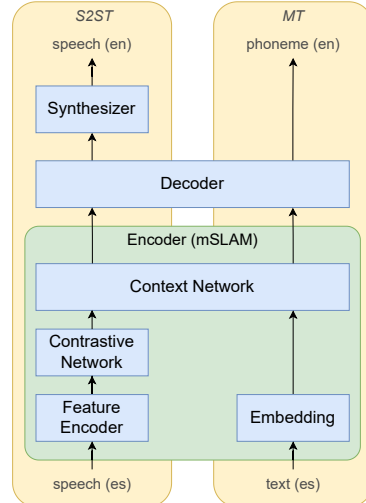 S2ST
MT
speech (en)
phoneme (en)
Synthesizer
Decoder
Encoder (mSLAM)
Context Network
Contrastive
Network
Feature
Encoder
Embedding
speech (es)
text (es)